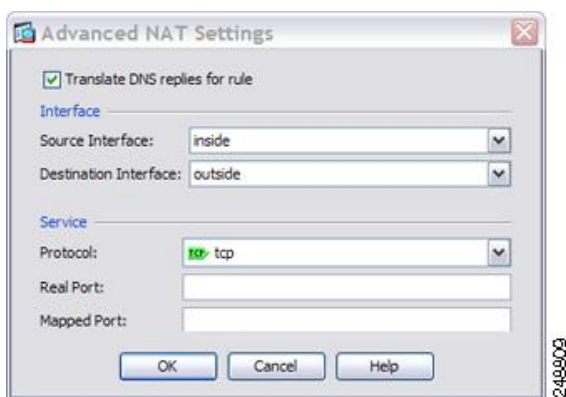 Advanced NAT Settings
Translate DNS replies for rule
Interface
Source Interface: inside
Destination Interface: outside
Service
Protocol: TCP tcp
Real Port:
Mapped Port:
OK Cancel Help
248809